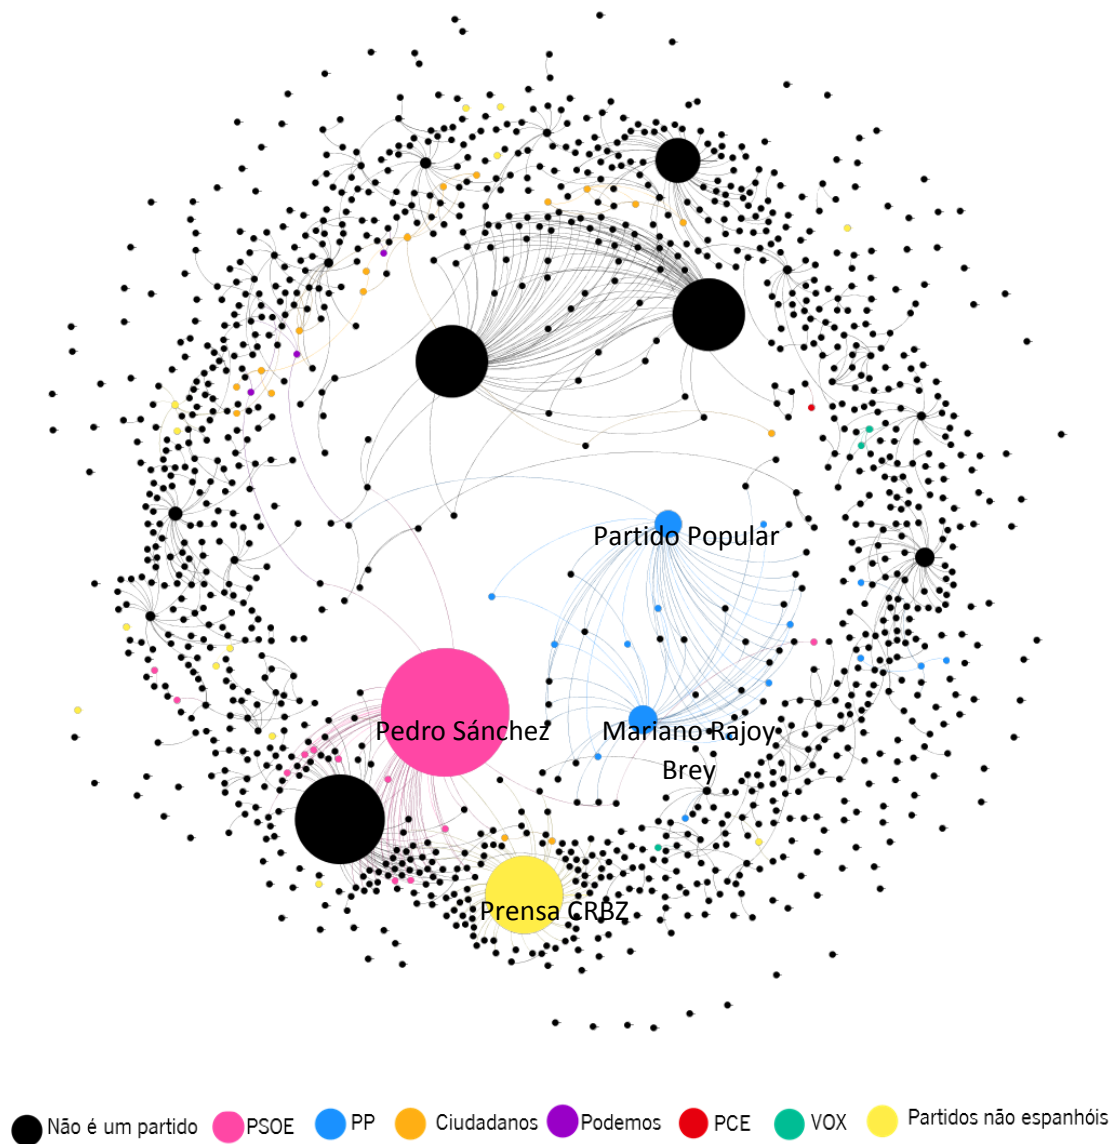 Partido Popular
Pedro Sánchez
Mariano Rajoy
Brey
Prensa CRBZ
Não é um partido
PSOE
PP
Ciudadanos
Podemos
PCE
VOX
Partidos não espanhóis